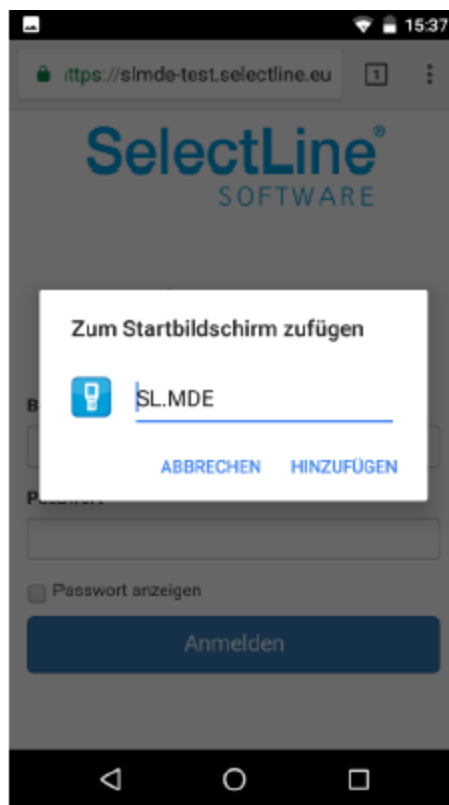 15:37
ttps://slmde-test.selectline.eu
1
SelectLine®
SOFTWARE
Zum Startbildschirm zufügen
SL.MDE
ABBRECHEN HINZUFÜGEN
Passwort
Passwort anzeigen
Anmelden